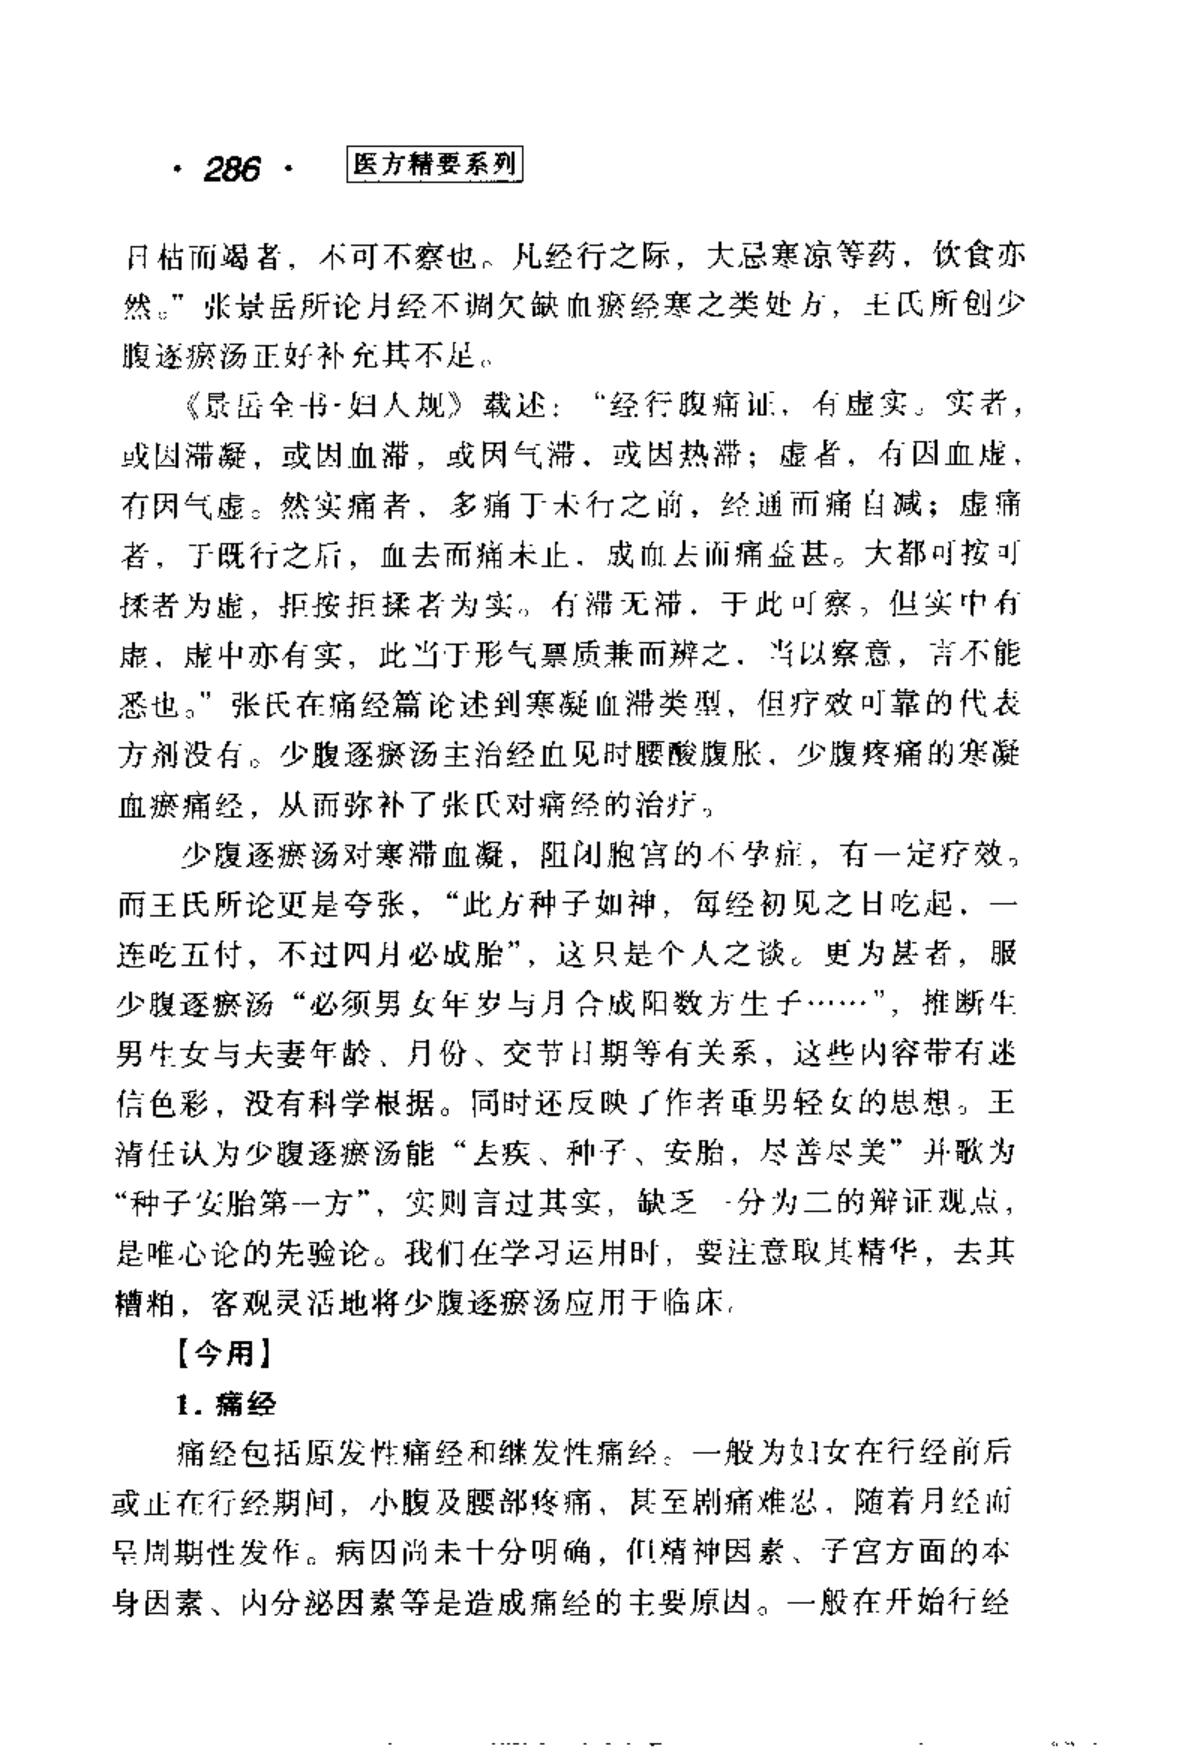 · 286 · 医方精要系列
日枯而竭者，不可不察也。凡经行之际，大忌寒凉等药，饮食亦
然。”张景岳所论月经不调欠缺血瘀经寒之类处方，王氏所创少
腹逐瘀汤正好补充其不足。
《景岳全书·妇人规》载述：“经行腹痛证，有虚实。实者，
或因滞凝，或因血滞，或因气滞，或因热滞；虚者，有因血虚，
有因气虚。然实痛者，多痛于未行之前，经通而痛自减；虚痛
者，于既行之后，血去而痛未止，或血去而痛益甚。大都可按可
揉者为虚，拒按拒揉者为实。有滞无滞，于此可察。但实中有
虚，虚中亦有实，此当于形气禀质兼而辨之，当以察意，言不能
悉也。”张氏在痛经篇论述到寒凝血滞类型，但疗效可靠的代表
方剂没有。少腹逐瘀汤主治经血见时腰酸腹胀，少腹疼痛的寒凝
血瘀痛经，从而弥补了张氏对痛经的治疗。
少腹逐瘀汤对寒滞血凝，阻闭胞宫的不孕症，有一定疗效。
而王氏所论更是夸张，“此方种子如神，每经初见之日吃起，一
连吃五付，不过四月必成胎”，这只是个人之谈。更为甚者，服
少腹逐瘀汤“必须男女年岁与月合成阳数方生子……”，推断生
男生女与夫妻年龄、月份、交节日期等有关系，这些内容带有迷
信色彩，没有科学根据。同时还反映了作者重男轻女的思想。王
清任认为少腹逐瘀汤能“去疾、种子、安胎，尽善尽美”并歌为
“种子安胎第一方”，实则言过其实，缺乏一分为二的辩证观点，
是唯心论的先验论。我们在学习运用时，要注意取其精华，去其
糟粕，客观灵活地将少腹逐瘀汤应用于临床。
【今用】
1. 痛经
痛经包括原发性痛经和继发性痛经。一般为妇女在行经前后
或正在行经期间，小腹及腰部疼痛，甚至剧痛难忍，随着月经而
呈周期性发作。病因尚未十分明确，但精神因素、子宫方面的本
身因素、内分泌因素等是造成痛经的主要原因。一般在开始行经